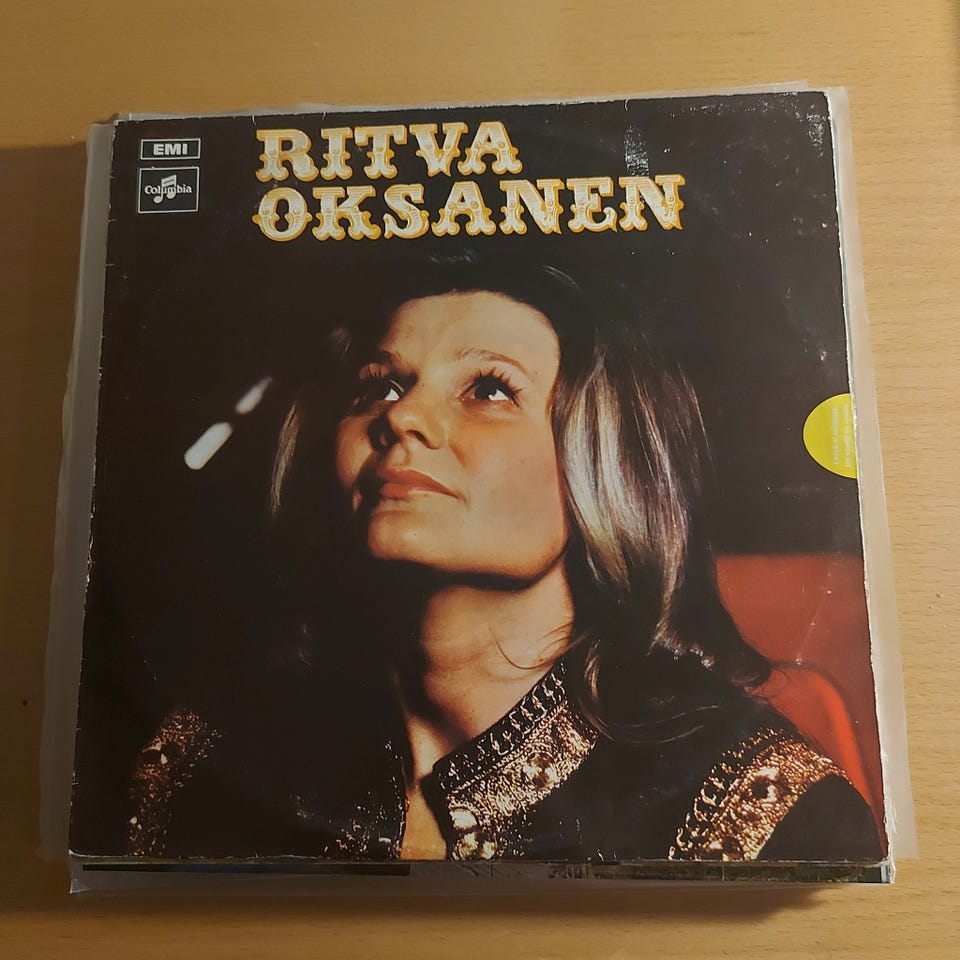 EMI
Columbia
RITVA
OKSANEN